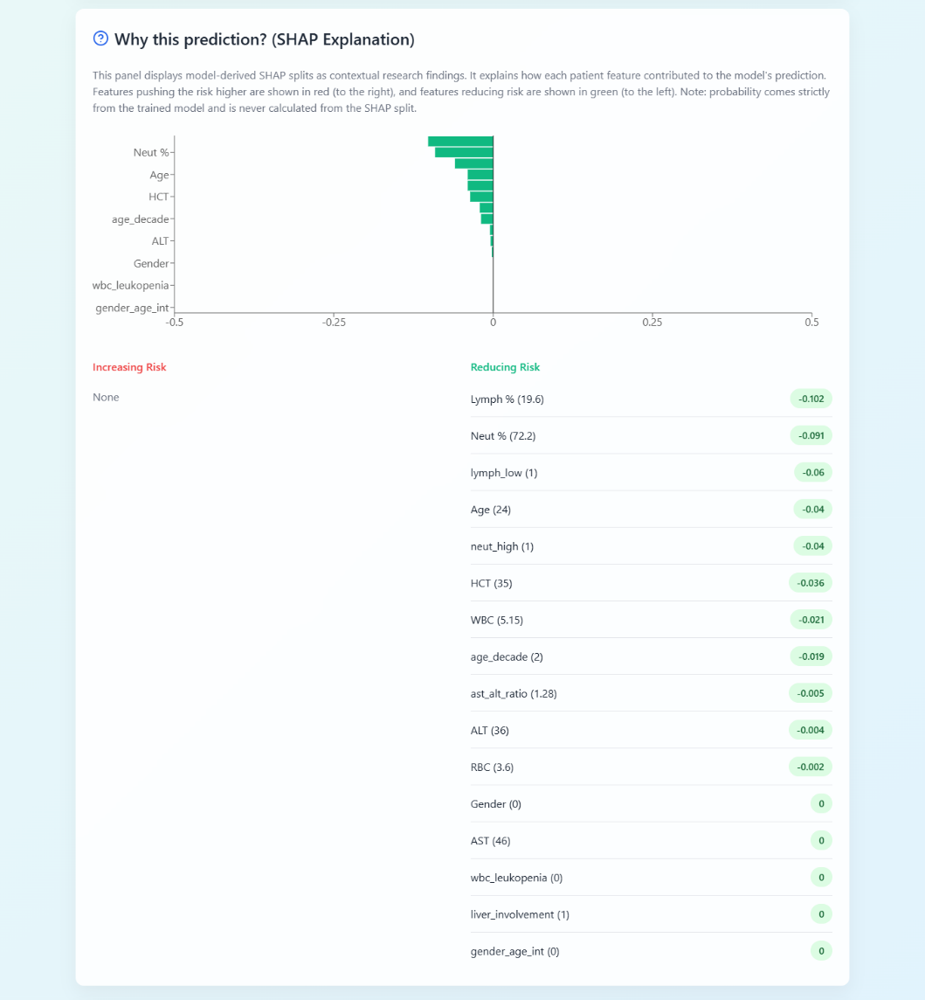 Why this prediction? (SHAP Explanation)
This panel displays model-derived SHAP splits as contextual research findings. It explains how each patient feature contributed to the model's prediction.
Features pushing the risk higher are shown in red (to the right), and features reducing risk are shown in green (to the left). Note: probability comes strictly
from the trained model and is never calculated from the SHAP split.
Neut %
Age
HCT
age_decade
ALT
Gender
wbc_leukopenia
gender_age_int
-0.5 -0.25 0 0.25 0.5
Increasing Risk
None
Reducing Risk
Lymph % (19.6) -0.102
Neut % (72.2) -0.091
lymph_low (1) -0.06
Age (24) -0.04
neut_high (1) -0.04
HCT (35) -0.036
WBC (5.15) -0.021
age_decade (2) -0.019
ast_alt_ratio (1.28) -0.005
ALT (36) -0.004
RBC (3.6) -0.002
Gender (0) 0
AST (46) 0
wbc_leukopenia (0) 0
liver_involvement (1) 0
gender_age_int (0) 0